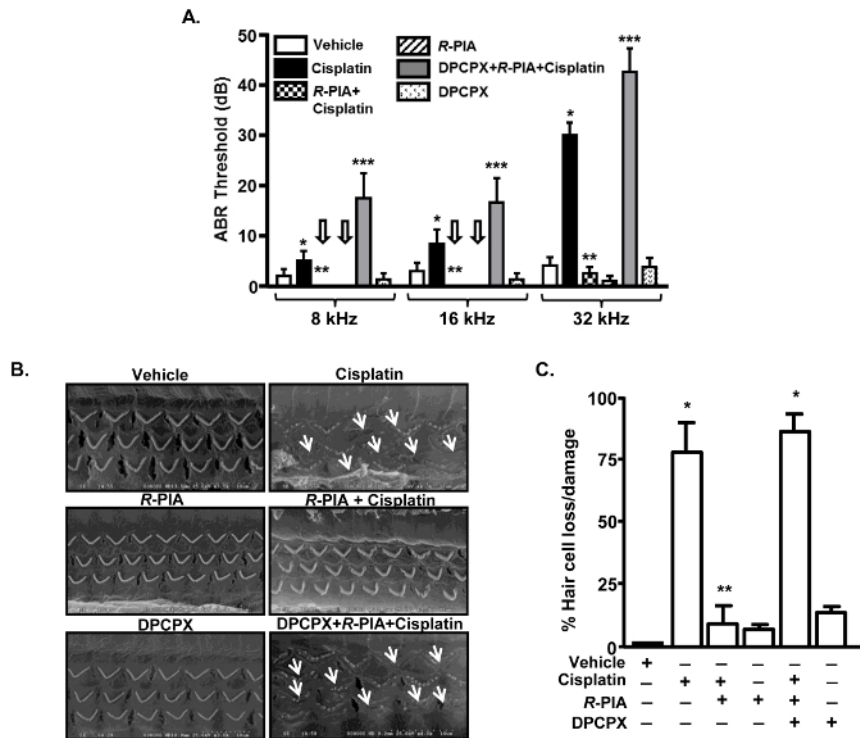 A.
50
40
30
20
10
0
ABR Threshold (dB)
Vehicle
Cisplatin
R-PIA+
Cisplatin
R-PIA
DPCPX+R-PIA+Cisplatin
DPCPX
* ** ***
* ** ***
* ** ***
8 kHz 16 kHz 32 kHz
B.
Vehicle Cisplatin
R-PIA R-PIA + Cisplatin
DPCPX DPCPX+R-PIA+Cisplatin
C.
100
75
50
25
0
% Hair cell loss/damage
* ** *
Vehicle + – – – – –
Cisplatin – + + – + –
R-PIA – – + + + –
DPCPX – – – – + +